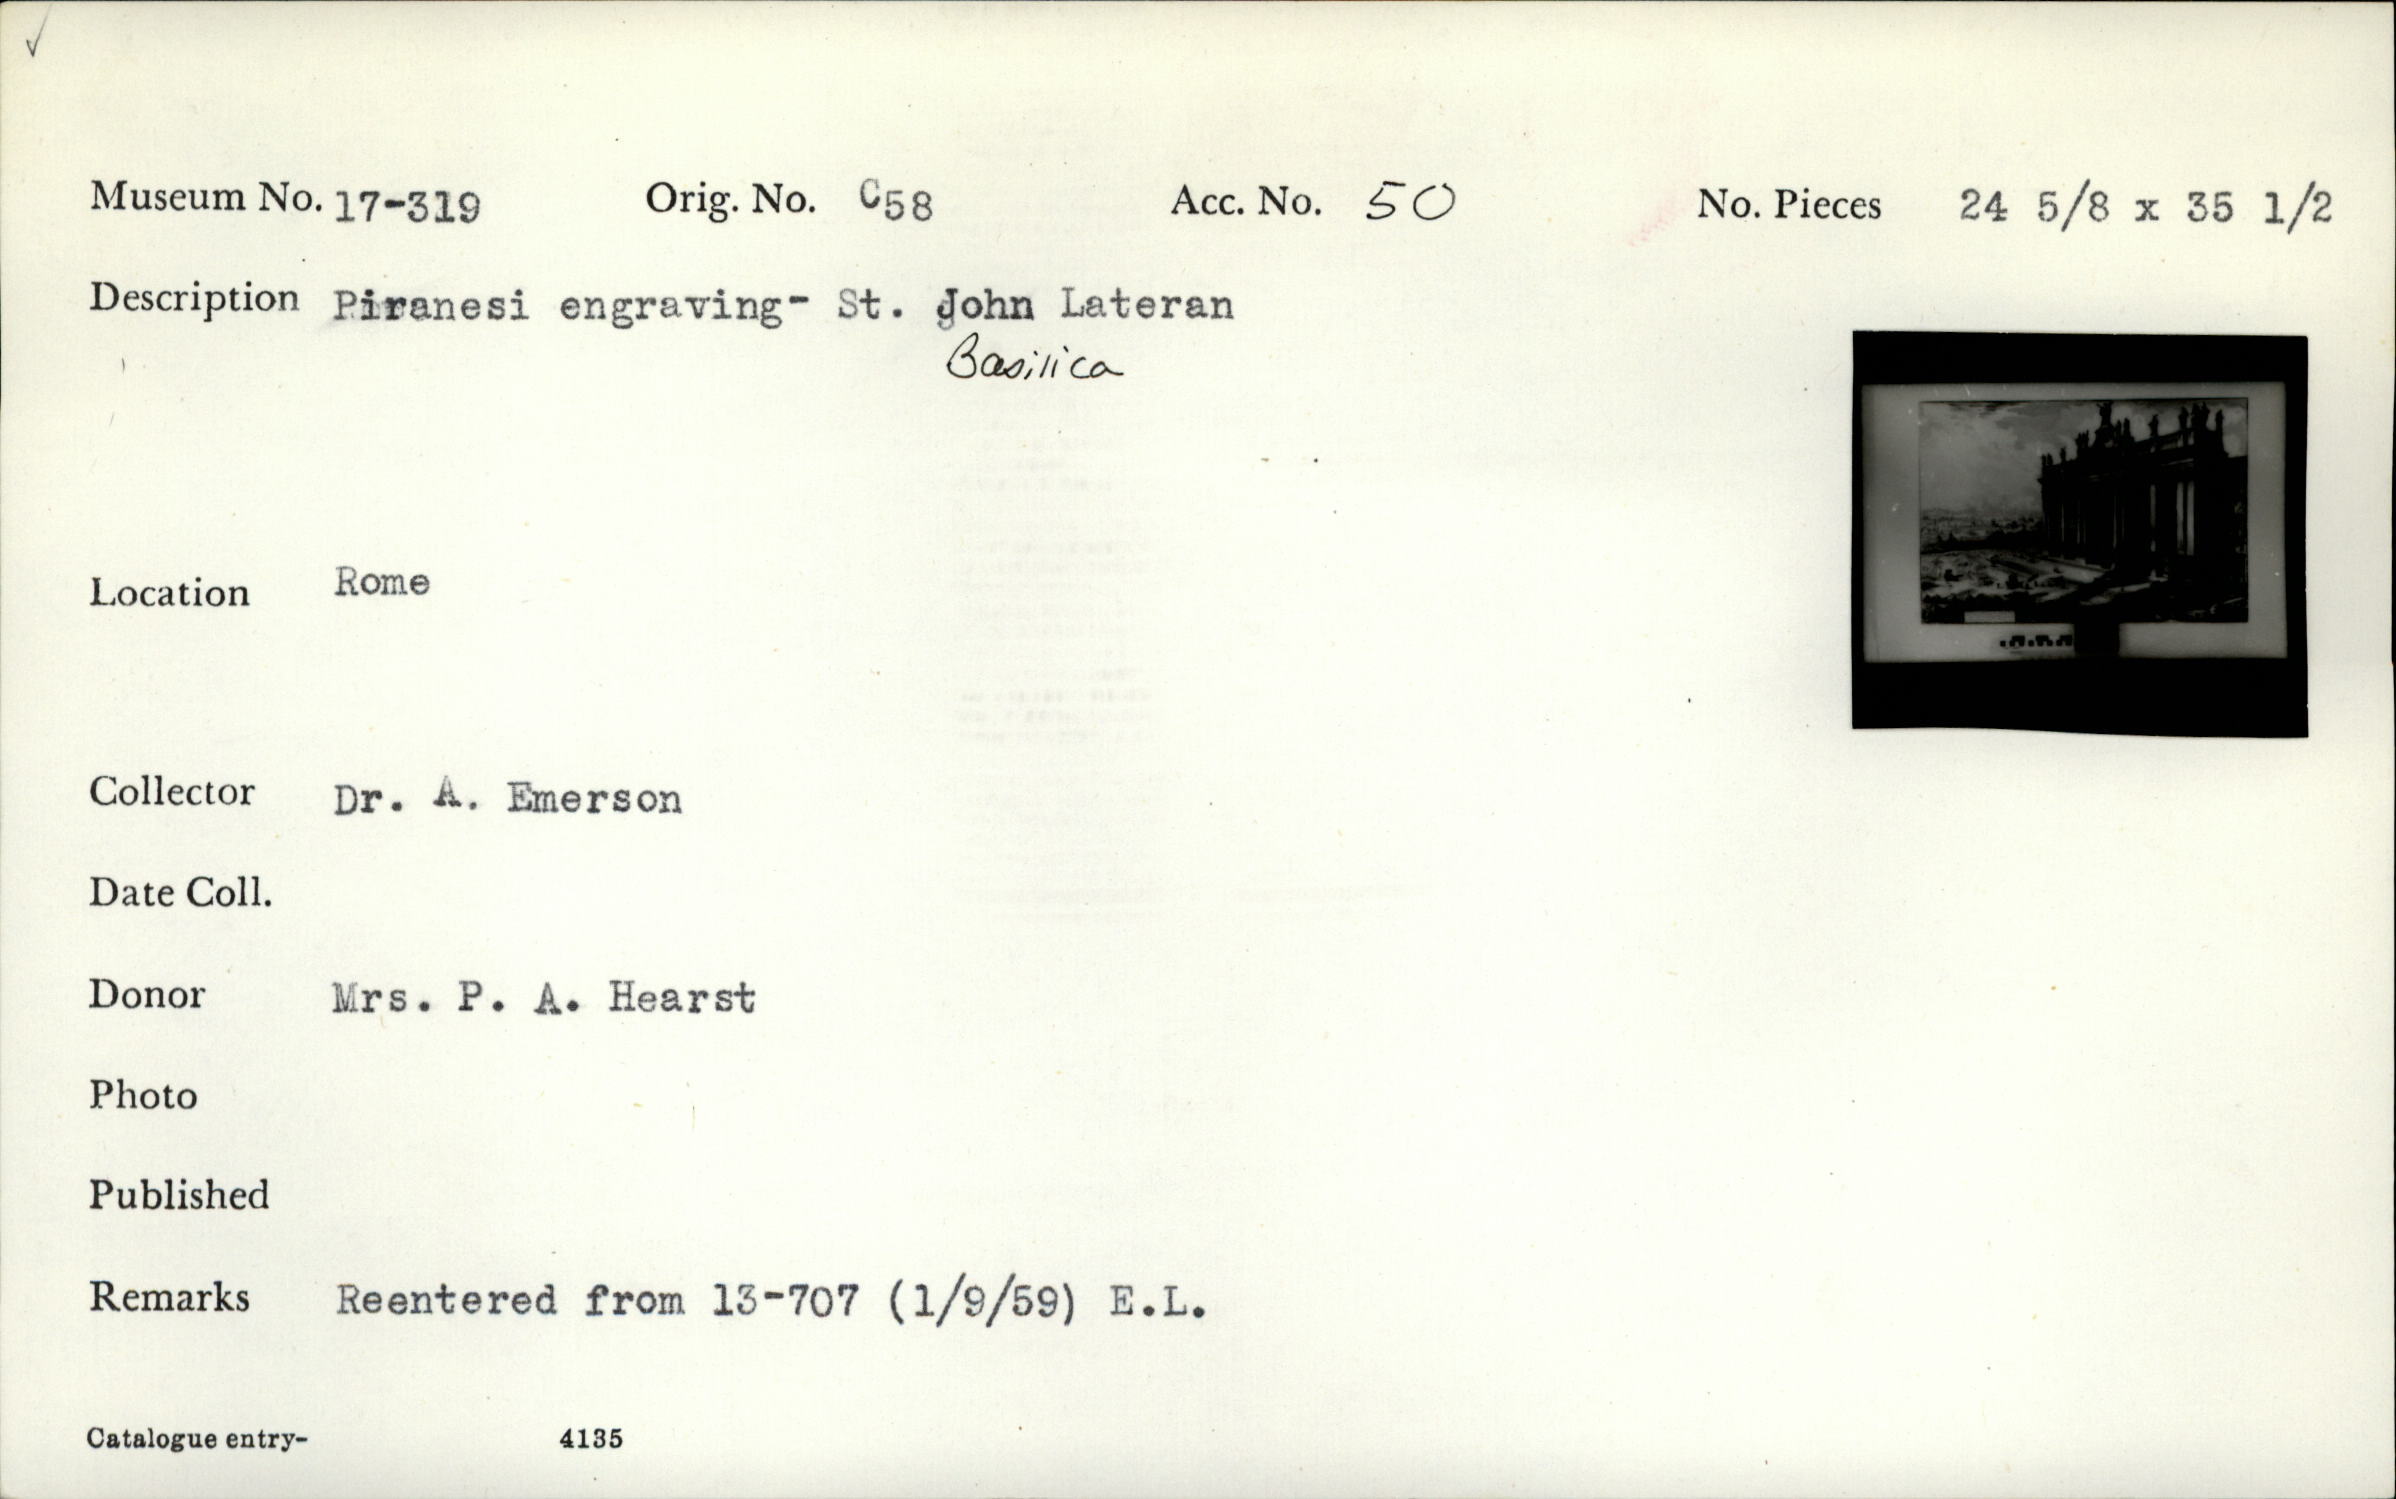 Museum No. 17-319 Orig. No. C58 Acc. No. 50 No. Pieces 24 5/8 x 35 1/2
Description Piranesi engraving- St. John Lateran
Basilica
Location Rome
Collector Dr. A. Emerson
Date Coll.
Donor Mrs. P. A. Hearst
Photo
Published
Remarks Reentered from 13-707 (1/9/59) E.L.
Catalogue entry- 4135